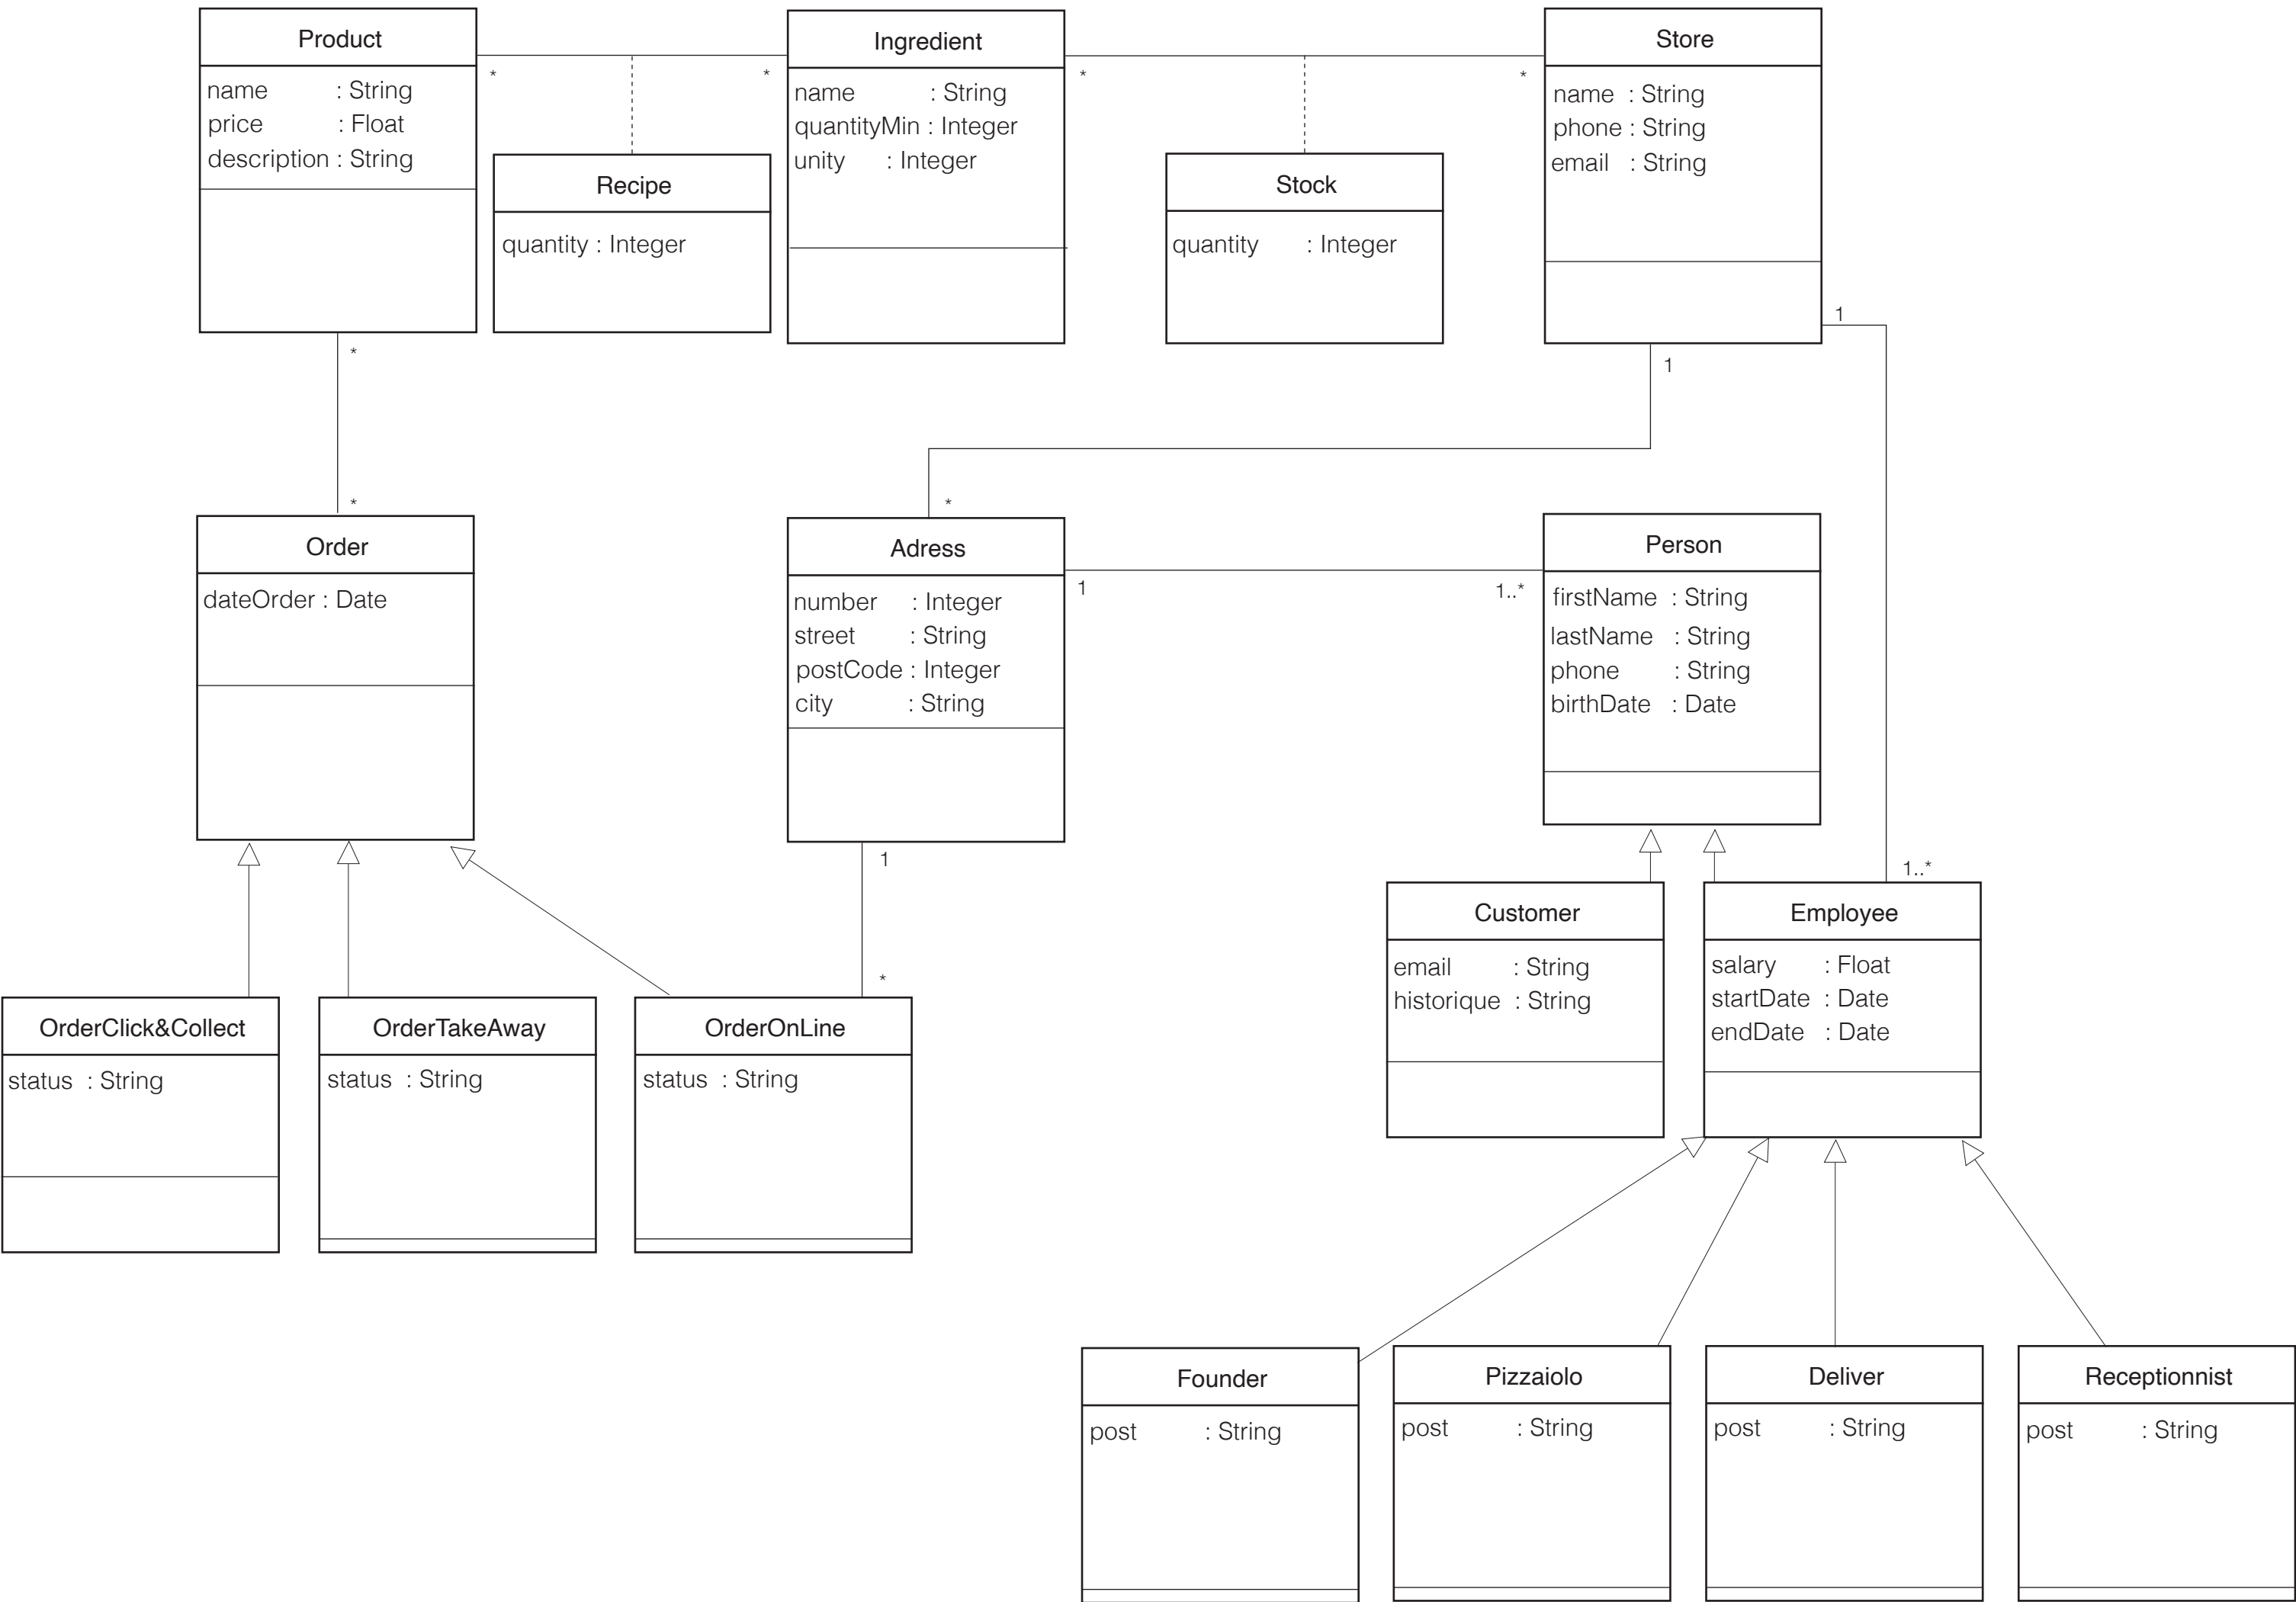 Product
name : String
price : Float
description : String
*
*
Recipe
quantity : Integer
Ingredient
name : String
quantityMin : Integer
unity : Integer
*
*
Stock
quantity : Integer
Store
name : String
phone : String
email : String
1
1
*
*
*
Order
dateOrder : Date
Adress
number : Integer
street : String
postCode : Integer
city : String
1
1..*
Person
firstName : String
lastName : String
phone : String
birthDate : Date
1
*
1..*
Customer
email : String
historique : String
Employee
salary : Float
startDate : Date
endDate : Date
OrderClick&Collect
status : String
OrderTakeAway
status : String
OrderOnLine
status : String
Founder
post : String
Pizzaiolo
post : String
Deliver
post : String
Receptionnist
post : String